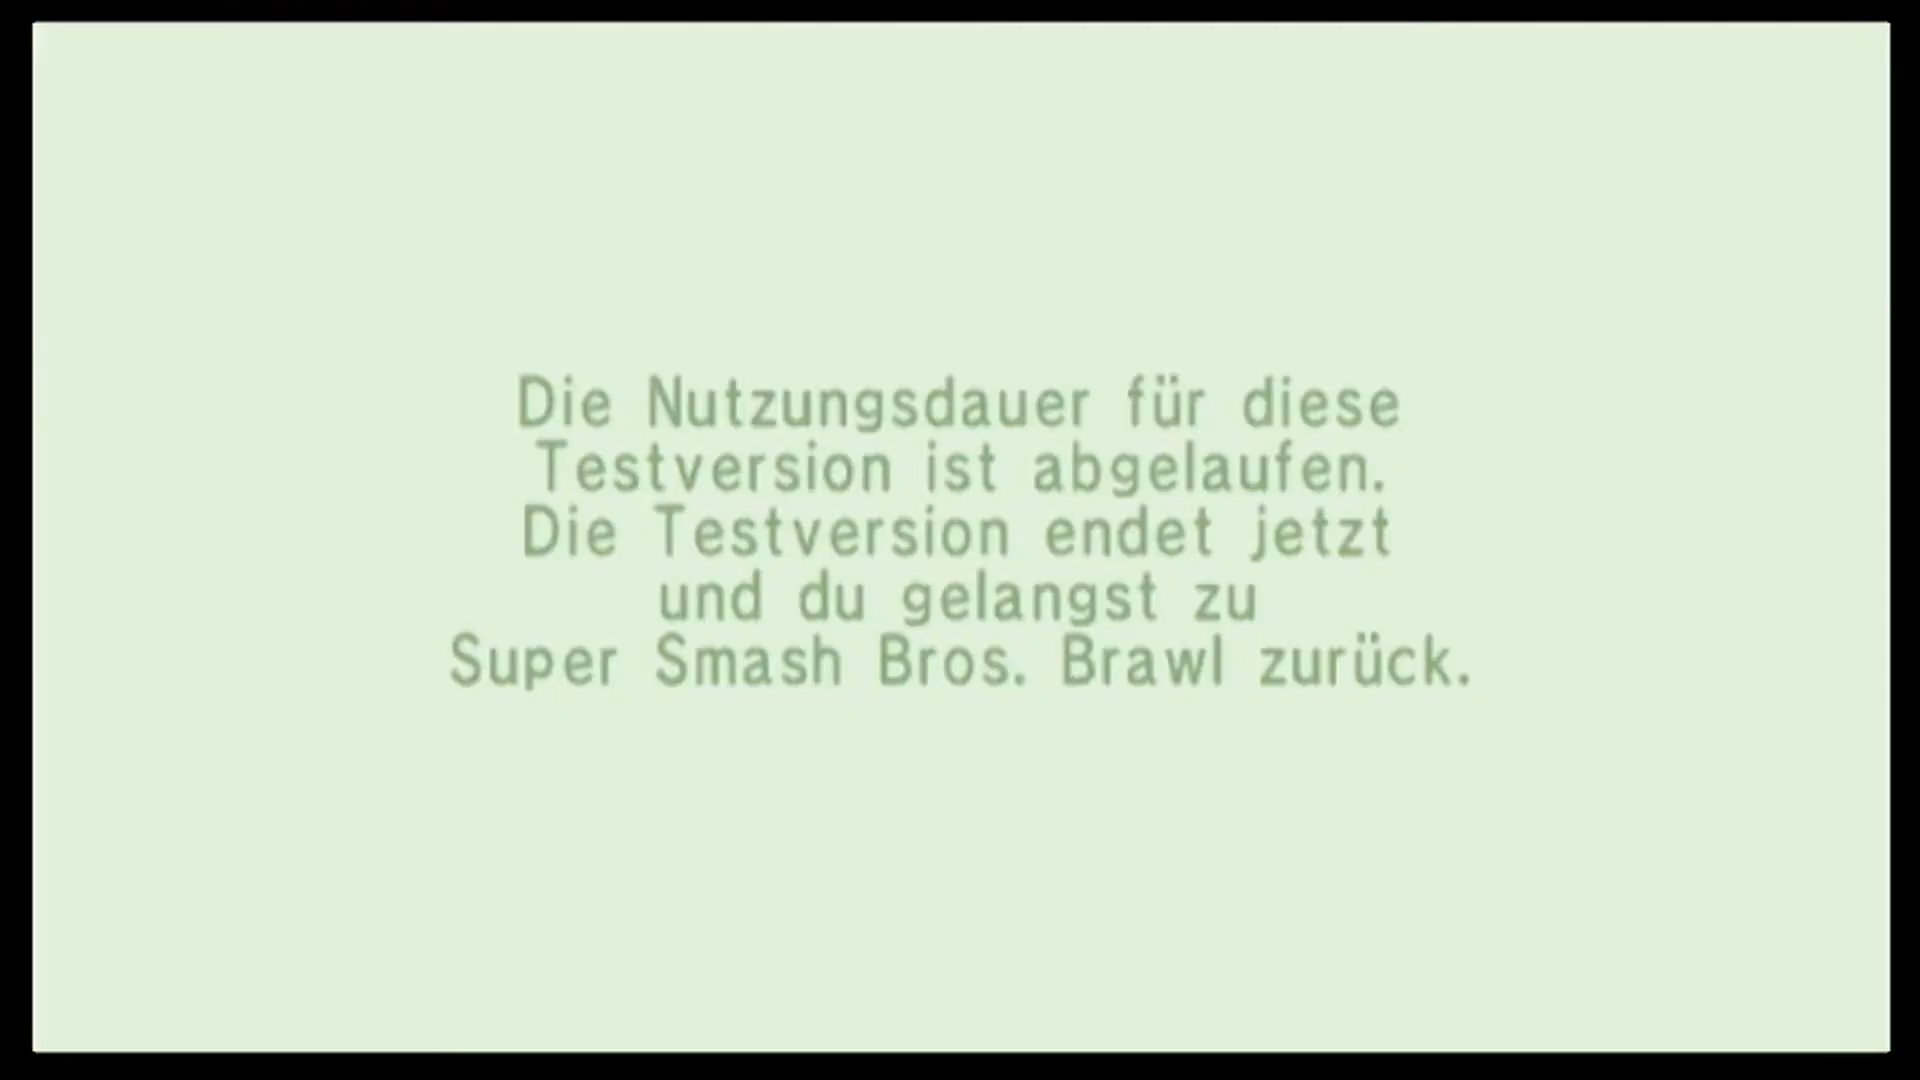 Die Nutzungsdauer für diese
Testversion ist abgelaufen.
Die Testversion endet jetzt
und du gelangst zu
Super Smash Bros. Brawl zurück.